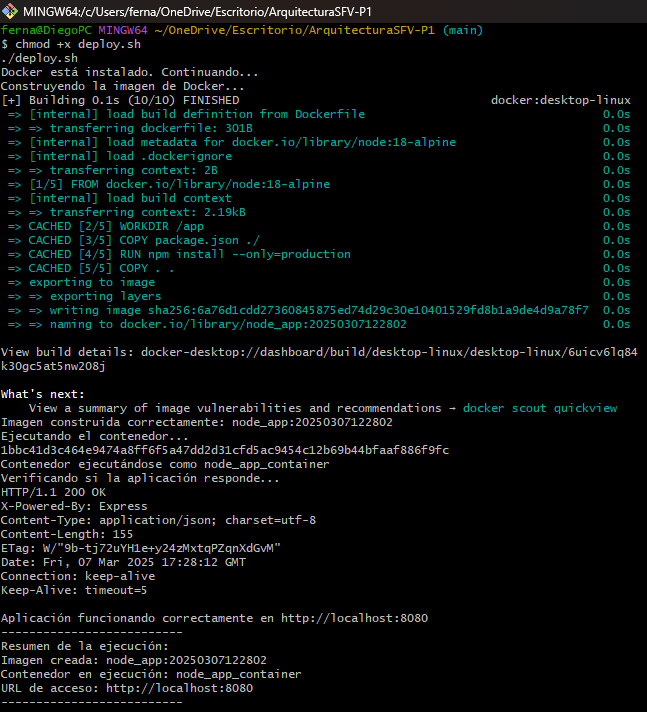 MINGW64:/c/Users/ferna/OneDrive/Escritorio/ArquitecturaSFV-P1
ferna@DiegoPC MINGW64 ~/OneDrive/Escritorio/ArquitecturaSFV-P1 (main)
$ chmod +x deploy.sh
./deploy.sh
Docker está instalado. Continuando...
Construyendo la imagen de Docker...
[+] Building 0.1s (10/10) FINISHED docker:desktop-linux
=> [internal] load build definition from Dockerfile 0.0s
=> => transferring dockerfile: 301B 0.0s
=> [internal] load metadata for docker.io/library/node:18-alpine 0.0s
=> [internal] load .dockerignore 0.0s
=> => transferring context: 2B 0.0s
=> [1/5] FROM docker.io/library/node:18-alpine 0.0s
=> [internal] load build context 0.0s
=> => transferring context: 2.19kB 0.0s
=> CACHED [2/5] WORKDIR /app 0.0s
=> CACHED [3/5] COPY package.json ./ 0.0s
=> CACHED [4/5] RUN npm install --only=production 0.0s
=> CACHED [5/5] COPY . . 0.0s
=> exporting to image 0.0s
=> => exporting layers 0.0s
=> => writing image sha256:6a76d1cdd27360845875ed74d29c30e10401529fd8b1a9de4d9a78f7 0.0s
=> => naming to docker.io/library/node_app:20250307122802 0.0s
View build details: docker-desktop://dashboard/build/desktop-linux/desktop-linux/6uicv6lq84
k30gc5at5nw208j
What's next:
View a summary of image vulnerabilities and recommendations → docker scout quickview
Imagen construida correctamente: node_app:20250307122802
Ejecutando el contenedor...
1bbc41d3c464e9474a8ff6f5a47dd2d31cfd5ac9454c12b69b44bfaaf886f9fc
Contenedor ejecutándose como node_app_container
Verificando si la aplicación responde...
HTTP/1.1 200 OK
X-Powered-By: Express
Content-Type: application/json; charset=utf-8
Content-Length: 155
ETag: W/"9b-tj72uYH1e+y24zMxtqPZqnXdGvM"
Date: Fri, 07 Mar 2025 17:28:12 GMT
Connection: keep-alive
Keep-Alive: timeout=5
Aplicación funcionando correctamente en http://localhost:8080
--------------------------
Resumen de la ejecución:
Imagen creada: node_app:20250307122802
Contenedor en ejecución: node_app_container
URL de acceso: http://localhost:8080
--------------------------